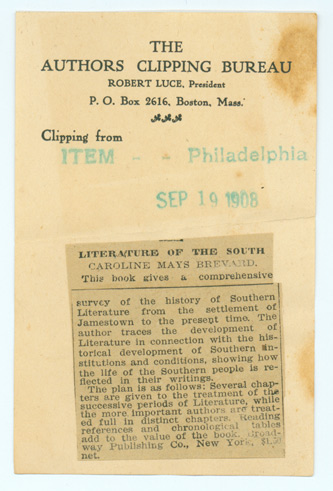 THE
AUTHORS CLIPPING BUREAU
ROBERT LUCE, President
P. O. Box 2616, Boston, Mass.
Clipping from
ITEM - - Philadelphia
SEP 19 1908
LITERATURE OF THE SOUTH
CAROLINE MAYS BREVARD.
This book gives a comprehensive
survey of the history of Southern
Literature from the settlement of
Jamestown to the present time. The
author traces the development of
Literature in connection with the his-
torical development of Southern in-
stitutions and conditions, showing how
the life of the Southern people is re-
flected in their writings.
The plan is as follows: Several chap-
ters are given to the treatment of the
successive periods of Literature, while
the more important authors are treat-
ed full in distinct chapters. Reading
references and chronological tables
add to the value of the book. Broad-
way Publishing Co., New York, $1.50
net.